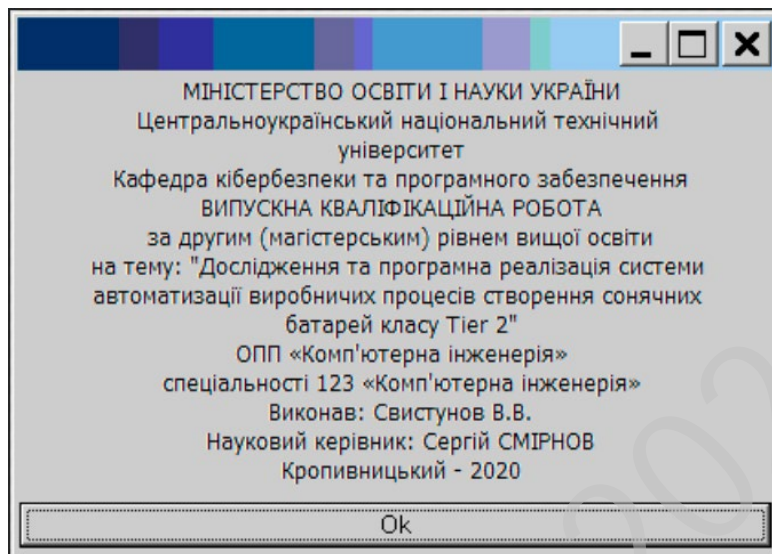 МІНІСТЕРСТВО ОСВІТИ І НАУКИ УКРАЇНИ
Центральноукраїнський національний технічний
університет
Кафедра кібербезпеки та програмного забезпечення
ВИПУСКНА КВАЛІФІКАЦІЙНА РОБОТА
за другим (магістерським) рівнем вищої освіти
на тему: "Дослідження та програмна реалізація системи
автоматизації виробничих процесів створення сонячних
батарей класу Tier 2"
ОПП «Комп'ютерна інженерія»
спеціальності 123 «Комп'ютерна інженерія»
Виконав: Свистунов В.В.
Науковий керівник: Сергій СМІРНОВ
Кропивницький - 2020
Ok